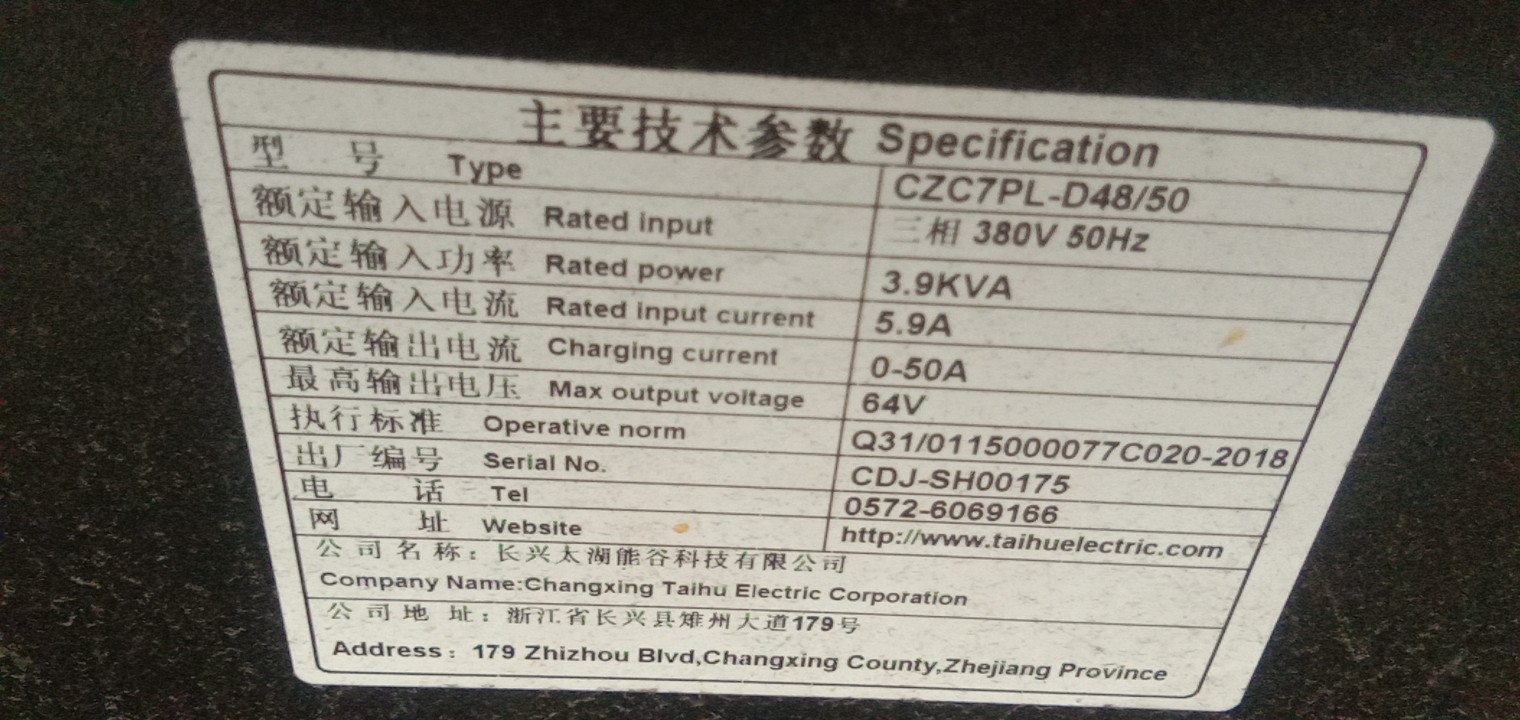 主要技术参数 Specification
型 号 Type CZC7PL-D48/50
额定输入电源 Rated input 三相 380V 50Hz
额定输入功率 Rated power 3.9KVA
额定输入电流 Rated input current 5.9A
额定输出电流 Charging current 0-50A
最高输出电压 Max output voltage 64V
执行标准 Operative norm Q31/0115000077C020-2018
出厂编号 Serial No. CDJ-SH00175
电 话 Tel 0572-6069166
网 址 Website http://www.taihuelectric.com
公 司 名 称：长兴太湖能谷科技有限公司
Company Name:Changxing Taihu Electric Corporation
公 司 地 址：浙江省长兴县雉州大道179号
Address：179 Zhizhou Blvd,Changxing County,Zhejiang Province